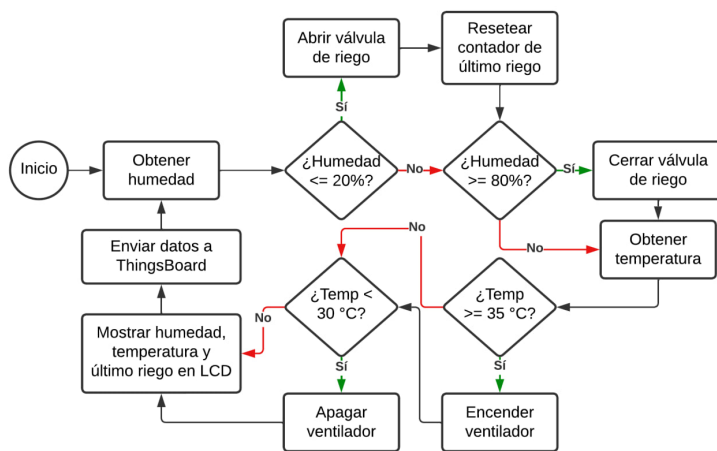 Inicio
Obtener
humedad
¿Humedad
<= 20%?
Sí
Abrir válvula
de riego
Resetear
contador de
último riego
No
¿Humedad
>= 80%?
Sí
Cerrar válvula
de riego
No
Obtener
temperatura
¿Temp
>= 35 °C?
Sí
Encender
ventilador
No
¿Temp <
30 °C?
Sí
Apagar
ventilador
No
Mostrar humedad,
temperatura y
último riego en LCD
Enviar datos a
ThingsBoard